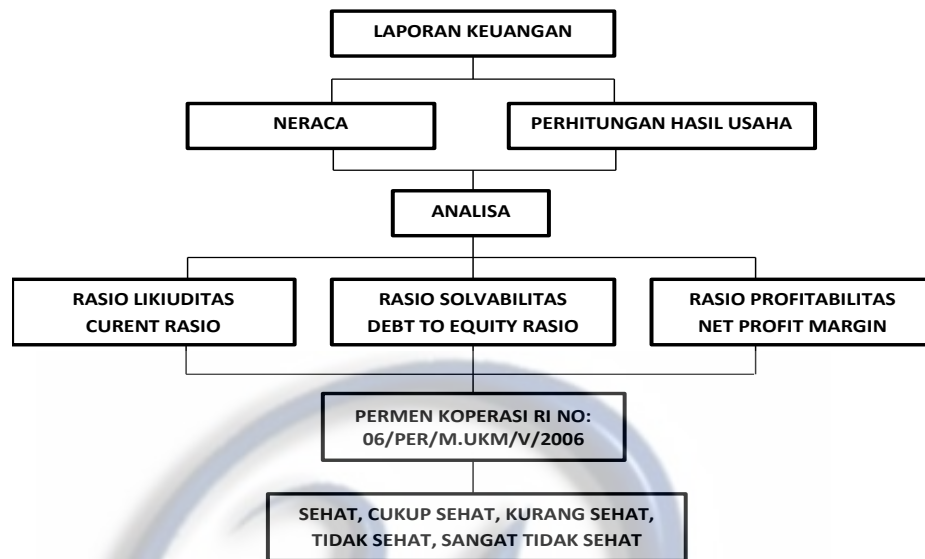 LAPORAN KEUANGAN
NERACA
PERHITUNGAN HASIL USAHA
ANALISA
RASIO LIKIUDITAS
CURENT RASIO
RASIO SOLVABILITAS
DEBT TO EQUITY RASIO
RASIO PROFITABILITAS
NET PROFIT MARGIN
PERMEN KOPERASI RI NO:
06/PER/M.UKM/V/2006
SEHAT, CUKUP SEHAT, KURANG SEHAT,
TIDAK SEHAT, SANGAT TIDAK SEHAT